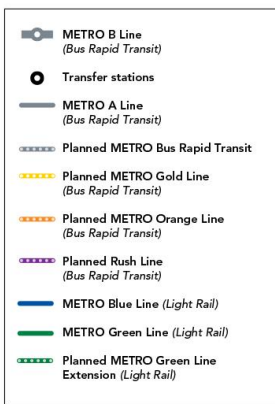 METRO B Line
(Bus Rapid Transit)
Transfer stations
METRO A Line
(Bus Rapid Transit)
Planned METRO Bus Rapid Transit
Planned METRO Gold Line
(Bus Rapid Transit)
Planned METRO Orange Line
(Bus Rapid Transit)
Planned Rush Line
(Bus Rapid Transit)
METRO Blue Line (Light Rail)
METRO Green Line (Light Rail)
Planned METRO Green Line
Extension (Light Rail)